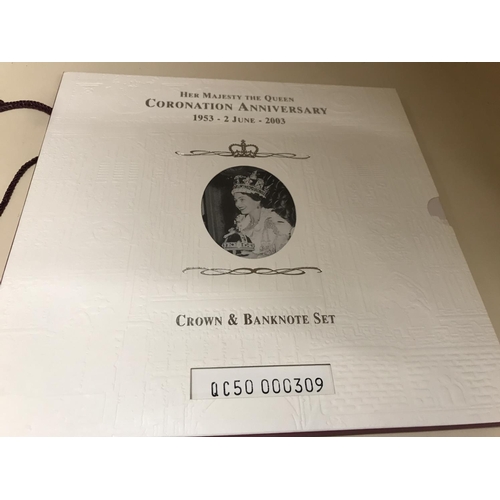 HER MAJESTY THE QUEEN
CORONATION ANNIVERSARY
1953 - 2 JUNE - 2003
CROWN & BANKNOTE SET
QC50 000309